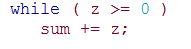 while ( z >= 0 )
sum += z;